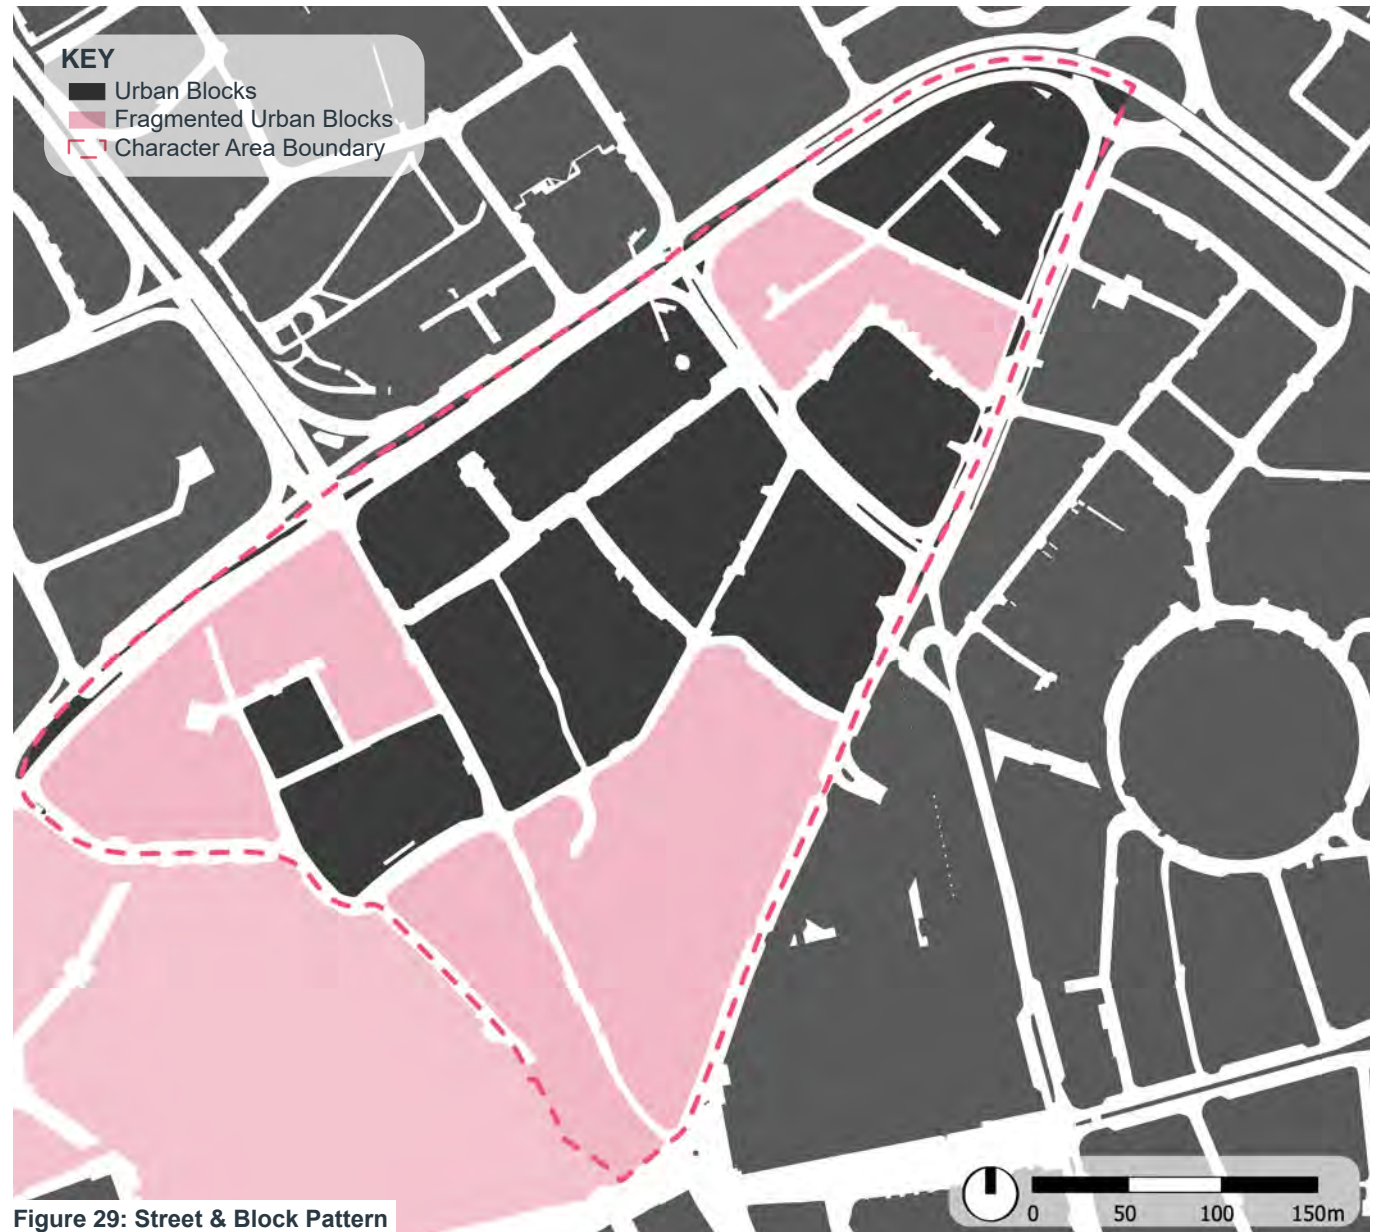 KEY
Urban Blocks
Fragmented Urban Blocks
Character Area Boundary
0 50 100 150m
Figure 29: Street & Block Pattern